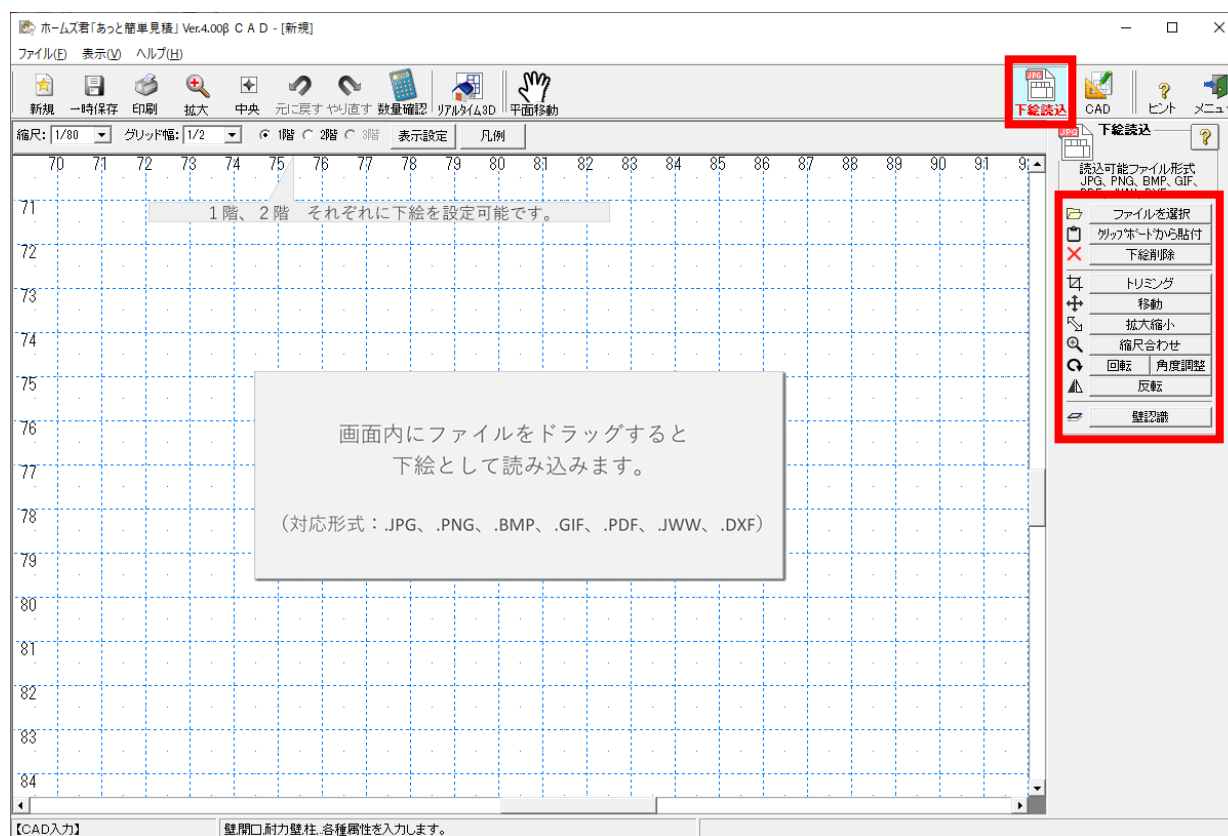 ホームズ君「あっと簡単見積」 Ver.4.00β C A D - [新規]
ファイル(F) 表示(V) ヘルプ(H)
新規 一時保存 印刷 拡大 中央 元に戻す やり直す 数量確認 リアルタイム3D 平面移動 下絵読込 CAD ヒント メニュー
縮尺: 1/80 グリッド幅: 1/2 1階 2階 3階 表示設定 凡例
下絵読込
読込可能ファイル形式
JPG、PNG、BMP、GIF、
70 71 72 73 74 75 76 77 78 79 80 81 82 83 84 85 86 87 88 89 90 91
1階、2階 それぞれに下絵を設定可能です。
71
72
73
74
75
76
77
78
79
80
81
82
83
84
画面内にファイルをドラッグすると
下絵として読み込みます。
(対応形式：.JPG、.PNG、.BMP、.GIF、.PDF、.JWW、.DXF)
ファイルを選択
クリップボードから貼付
下絵削除
トリミング
移動
拡大縮小
縮尺合わせ
回転 角度調整
反転
壁認識
【CAD入力】 壁、開口、耐力壁、柱...各種属性を入力します。